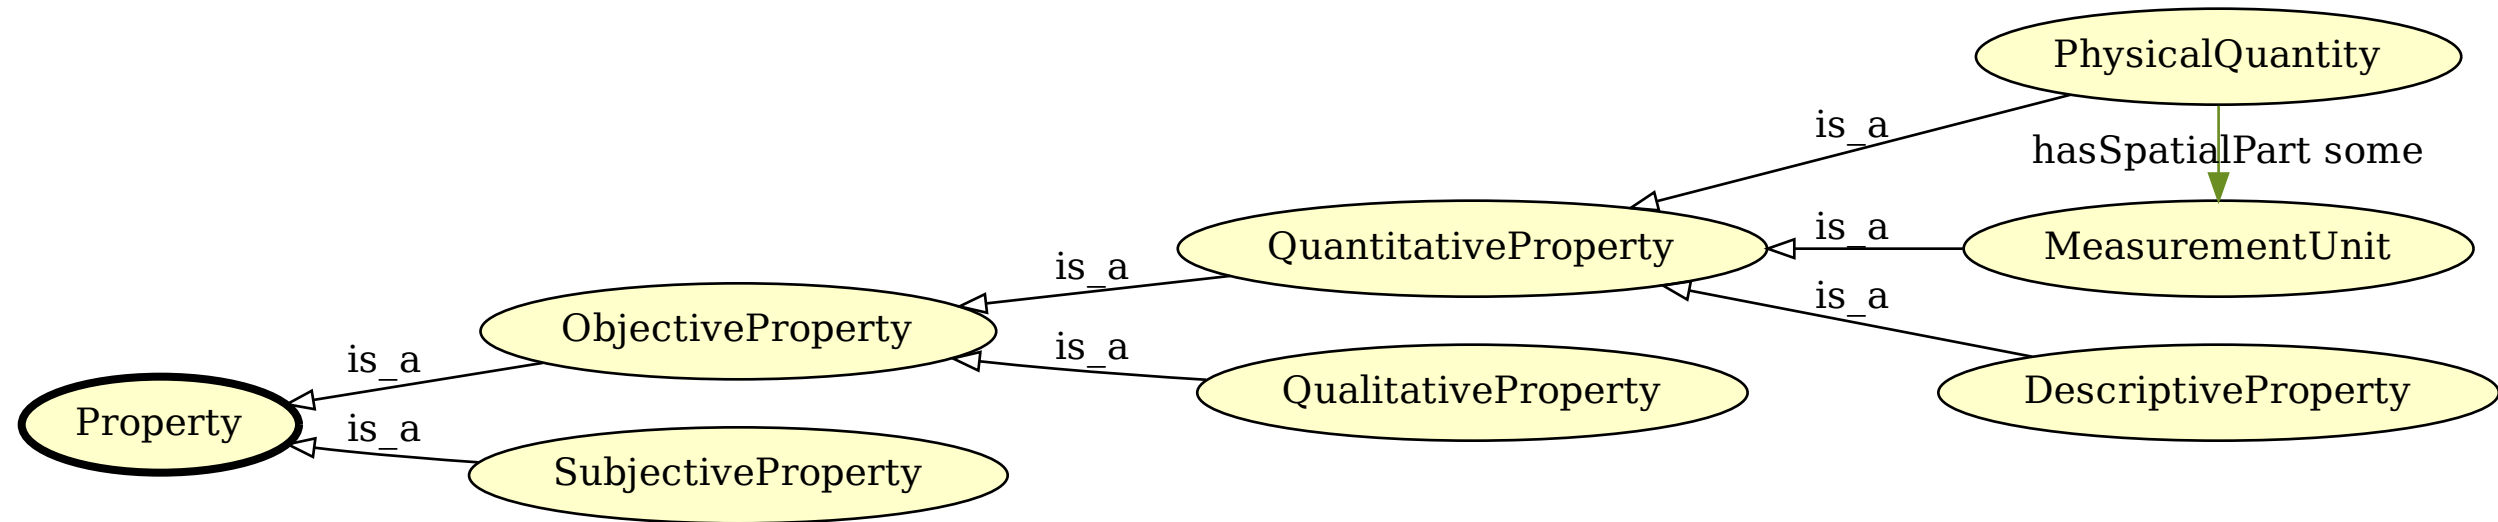 PhysicalQuantity
is_a
hasSpatialPart some
is_a
QuantitativeProperty
MeasurementUnit
is_a
is_a
ObjectiveProperty
is_a
is_a
QualitativeProperty
DescriptiveProperty
Property
is_a
SubjectiveProperty